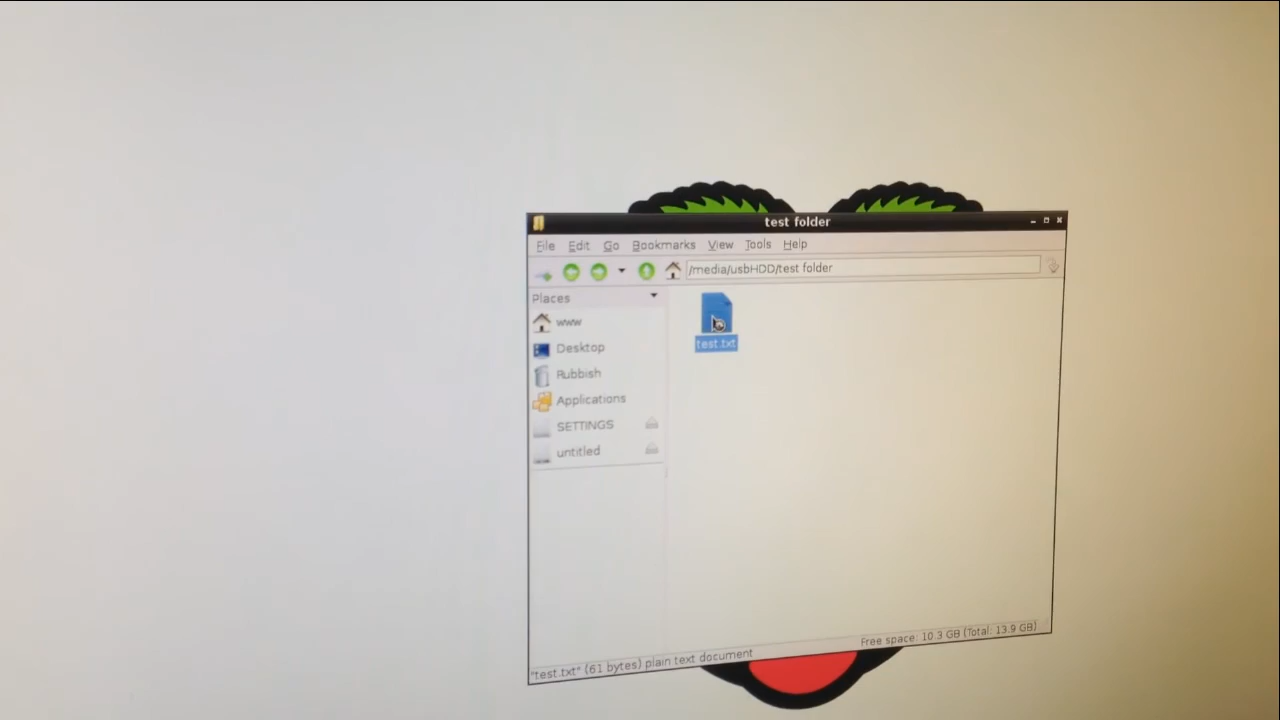 test folder
File Edit Go Bookmarks View Tools Help
/media/usbHDD/test folder
Places
www
Desktop
Rubbish
Applications
SETTINGS
untitled
test.txt
"test.txt" (61 bytes) plain text document
Free space: 10.3 GB (Total: 13.9 GB)